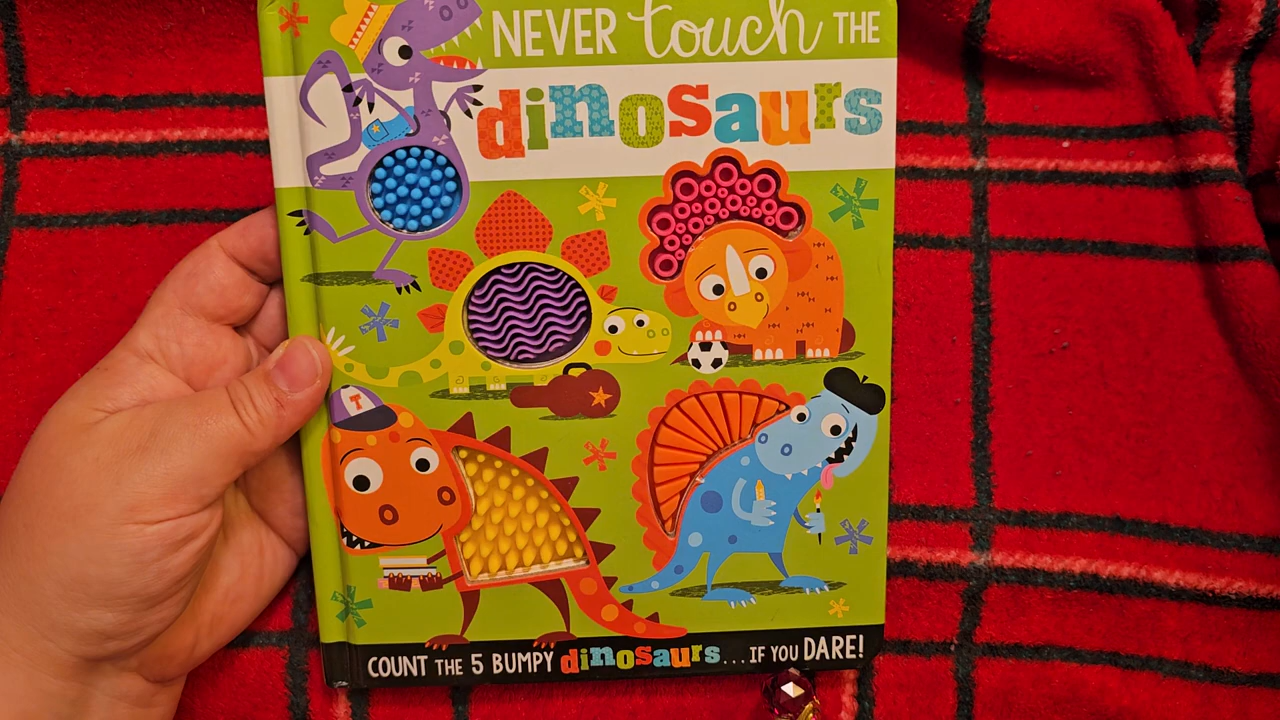 NEVER touch THE
dinosaurs
T
COUNT THE 5 BUMPY dinosaurs... IF YOU DARE!